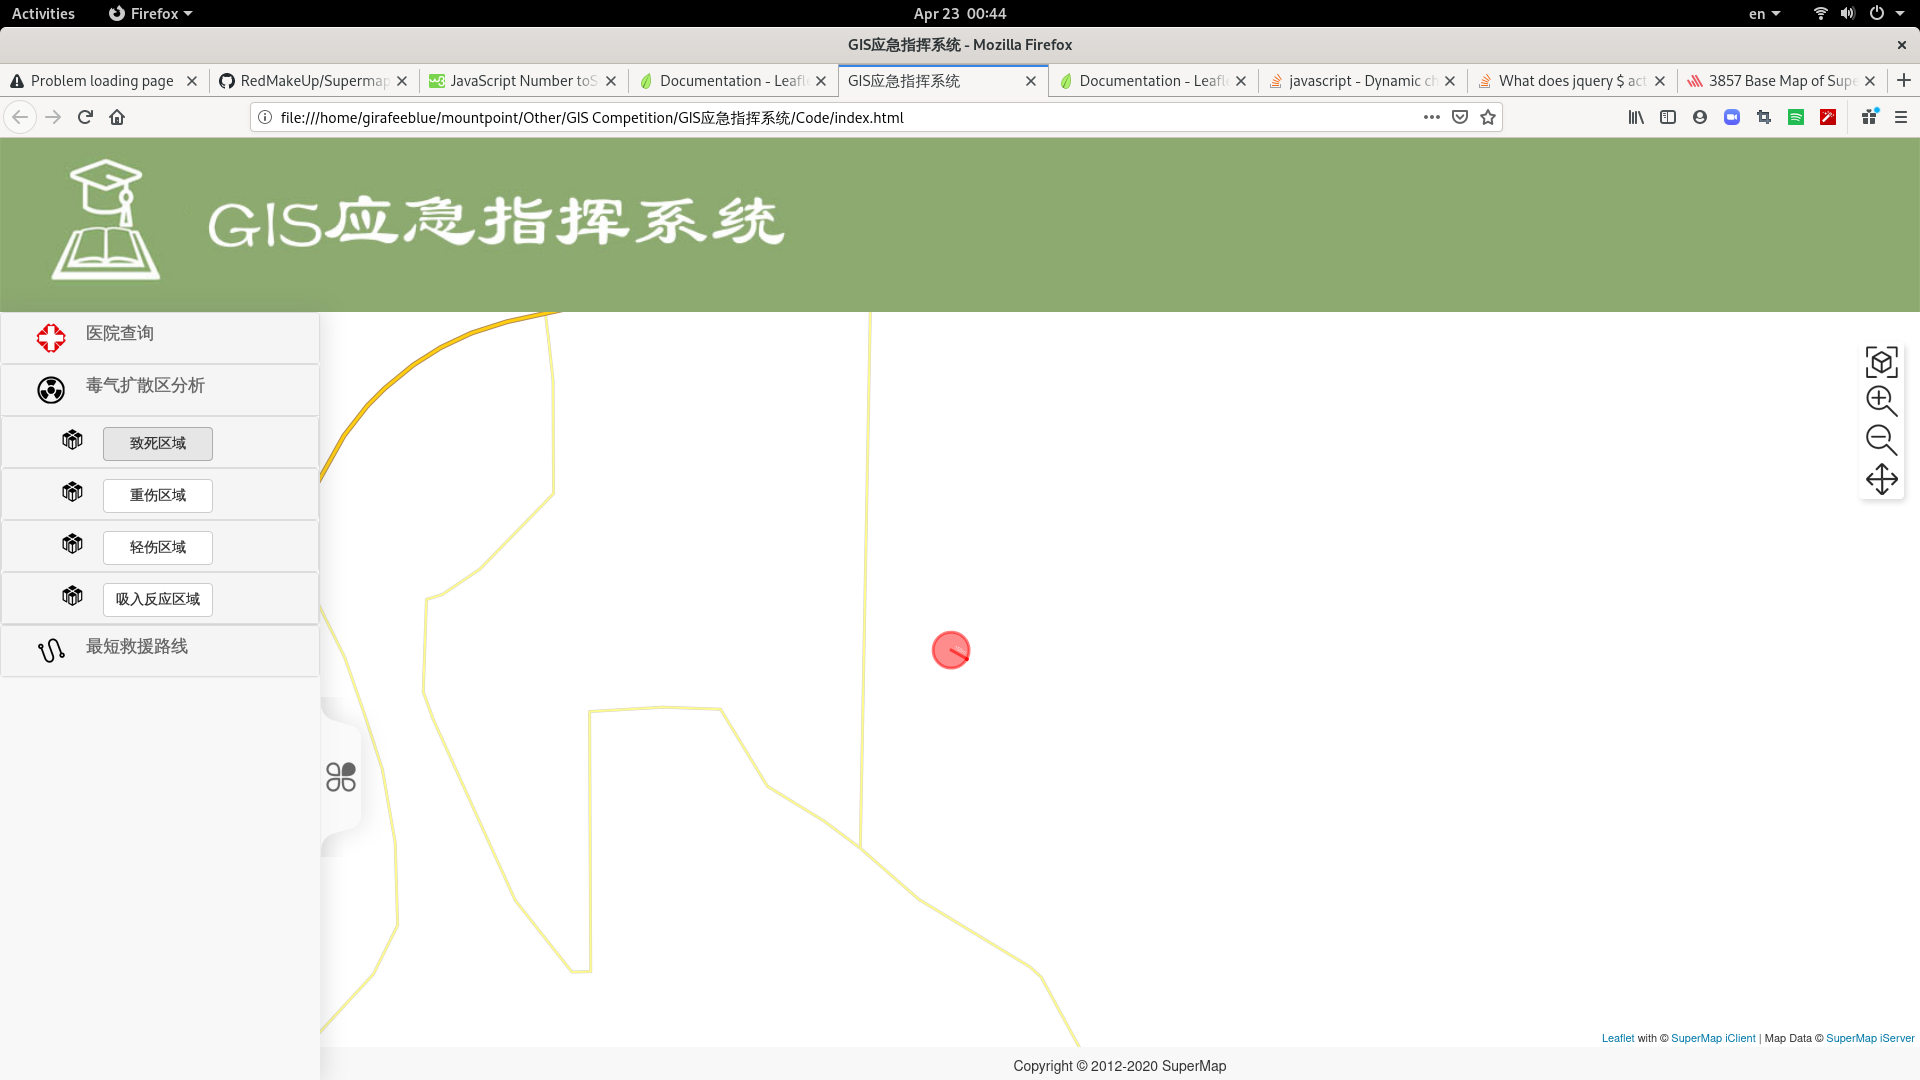 Activities Firefox Apr 23 00:44 en
GIS应急指挥系统 - Mozilla Firefox
Problem loading page RedMakeUp/Supermap JavaScript Number toS Documentation - Leafle GIS应急指挥系统 Documentation - Leafle javascript - Dynamic ch What does jquery $ act 3857 Base Map of Supe
file:///home/girafeeblue/mountpoint/Other/GIS Competition/GIS应急指挥系统/Code/index.html
GIS应急指挥系统
医院查询
毒气扩散区分析
致死区域
重伤区域
轻伤区域
吸入反应区域
最短救援路线
Leaflet with © SuperMap iClient | Map Data © SuperMap iServer
Copyright © 2012-2020 SuperMap